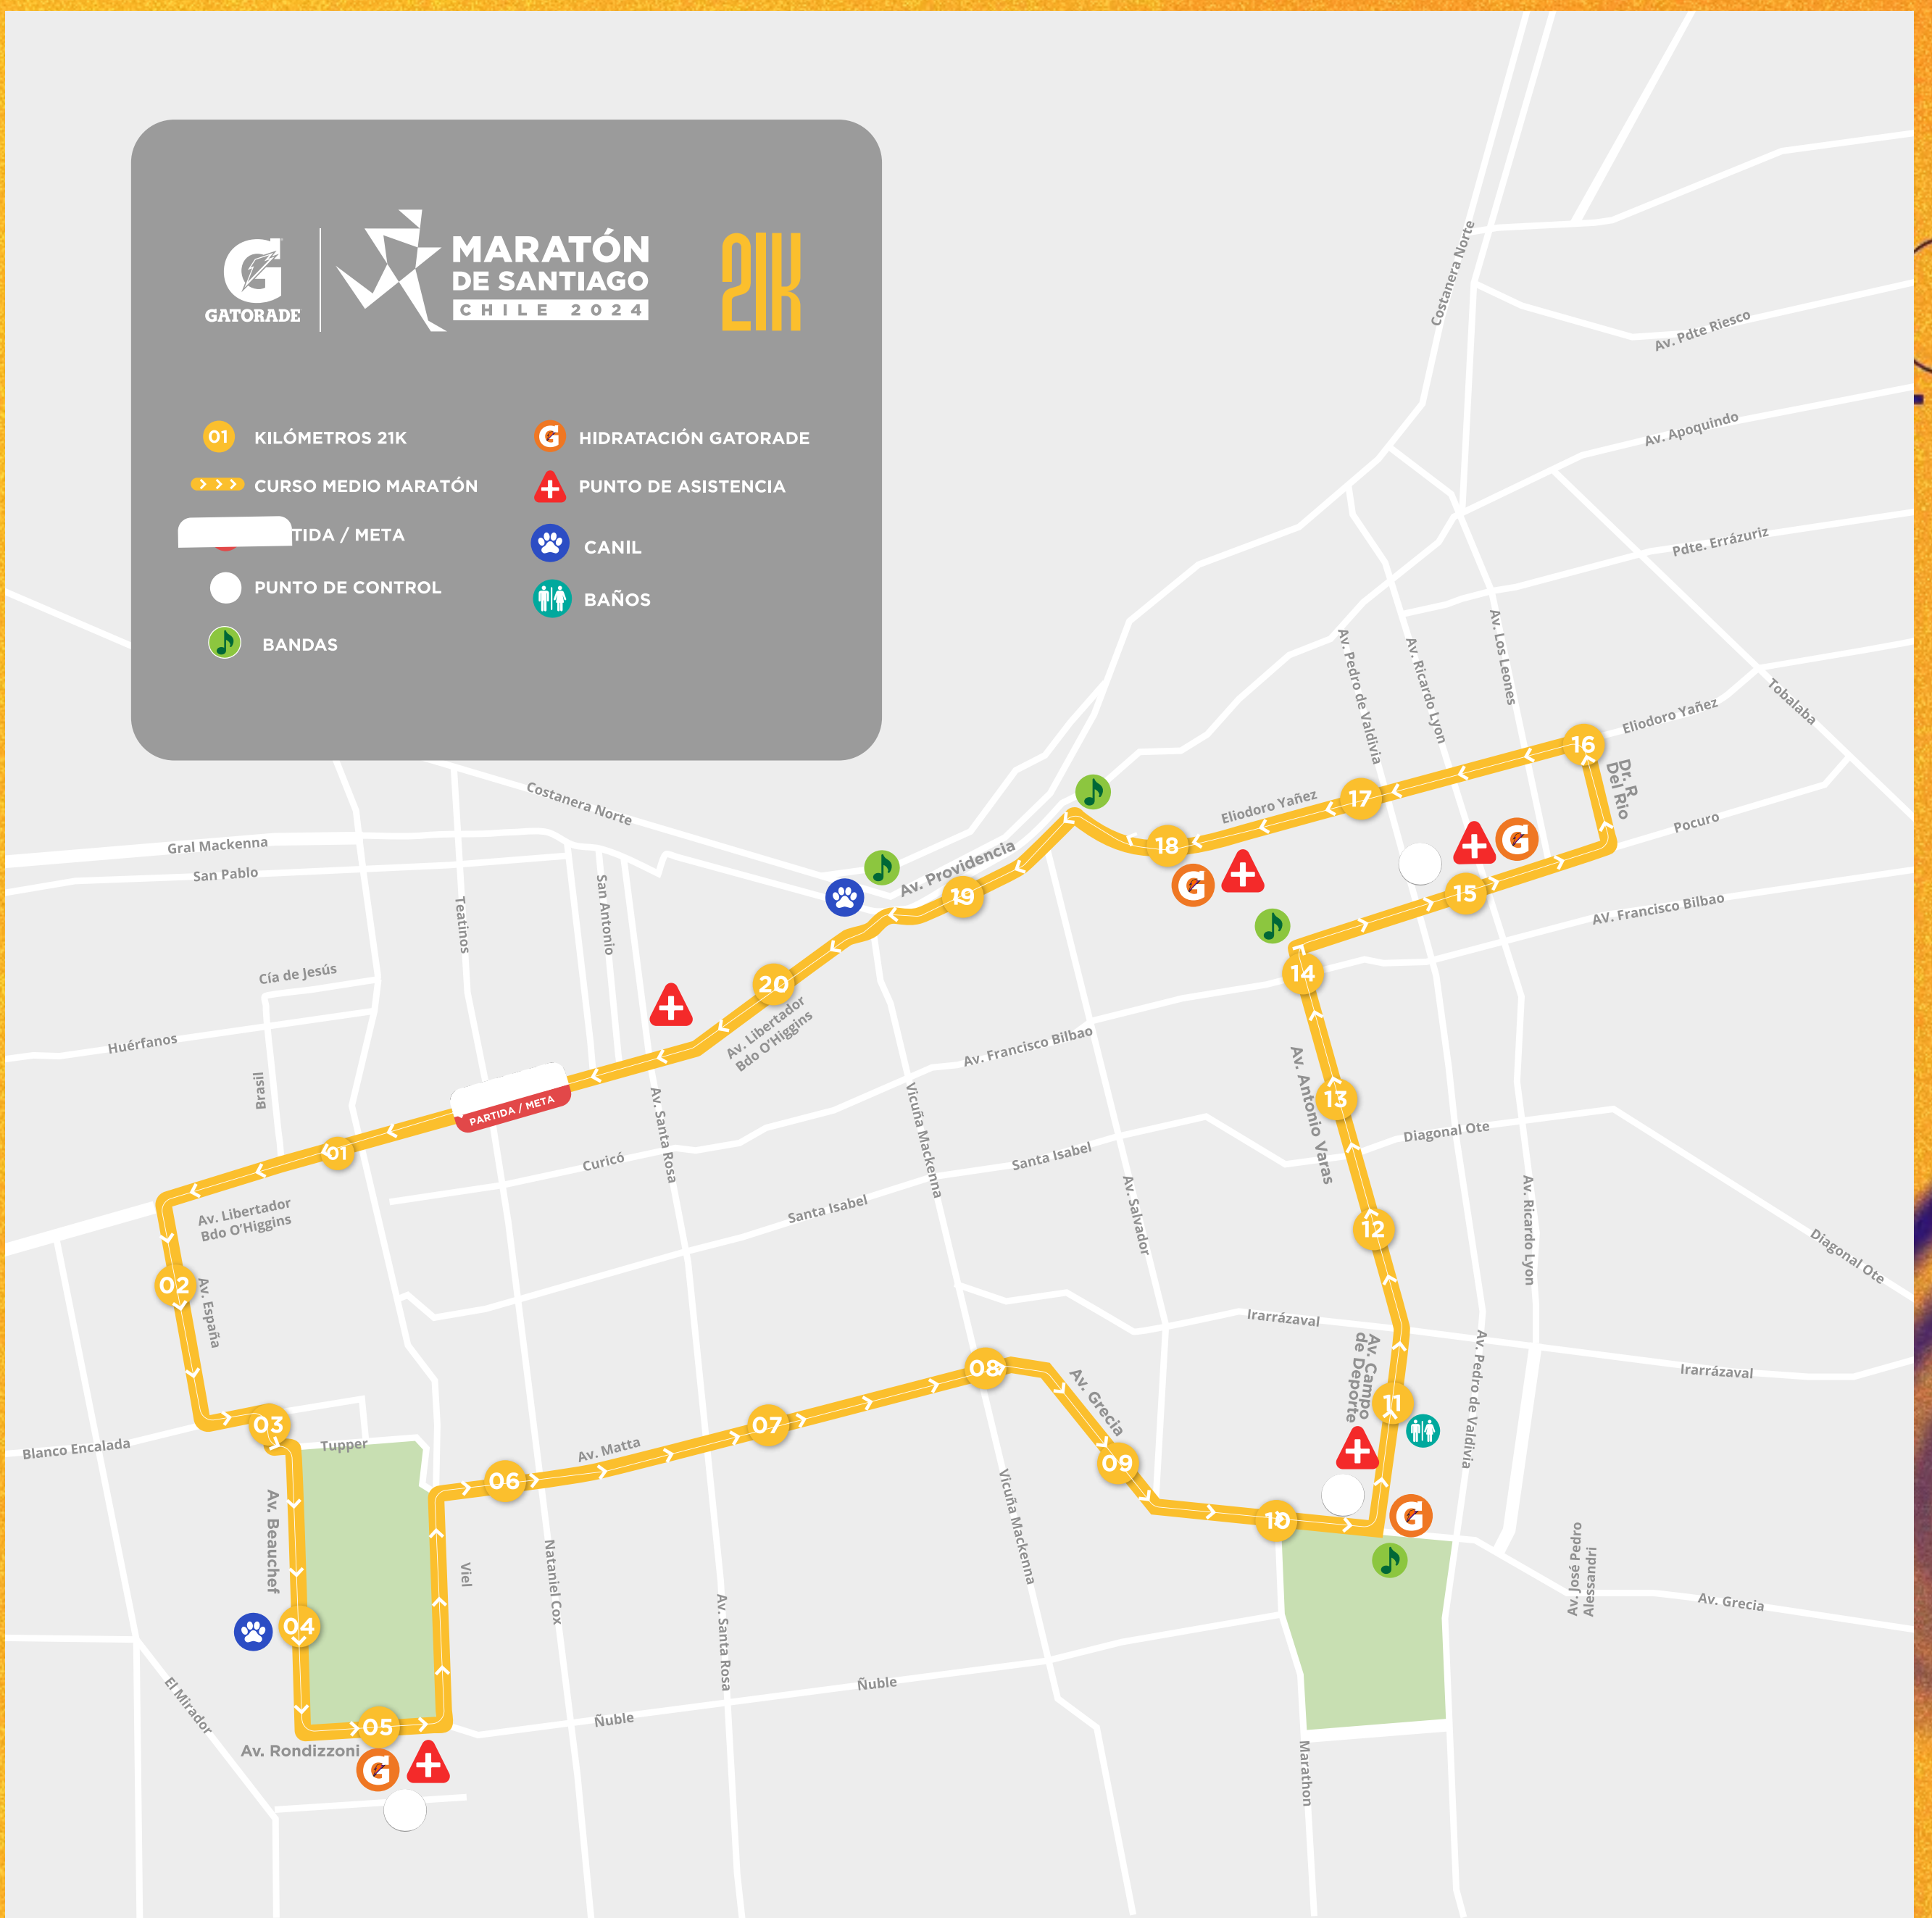 GATORADE
MARATÓN
DE SANTIAGO
CHILE 2024
21K
01
KILÓMETROS 21K
CURSO MEDIO MARATÓN
TIDA / META
PUNTO DE CONTROL
BANDAS
HIDRATACIÓN GATORADE
PUNTO DE ASISTENCIA
CANIL
BAÑOS
Costanera Norte
Av. Pdte Riesco
Av. Apoquindo
Pdte. Errázuriz
Av. Los Leones
Av. Ricardo Lyon
Av. Pedro de Valdivia
Tobalaba
Eliodoro Yañez
16
Dr. R
Del Rio
17
Eliodoro Yañez
Pocuro
18
15
AV. Francisco Bilbao
Costanera Norte
Gral Mackenna
San Pablo
Teatinos
San Antonio
Av. Providencia
19
14
20
Av. Libertador
Bdo O'Higgins
Cía de Jesús
Huérfanos
Brasil
PARTIDA / META
Av. Santa Rosa
Av. Francisco Bilbao
Vicuña Mackenna
Av. Antonio Varas
13
Diagonal Ote
Santa Isabel
Curicó
01
Av. Libertador
Bdo O'Higgins
Santa Isabel
Av. Salvador
12
Av. Ricardo Lyon
Diagonal Ote
02
Av. España
Irarrázaval
Irarrázaval
Av. Campo
de Deporte
Av. Pedro de Valdivia
08
Av. Grecia
11
03
07
Blanco Encalada
Tupper
Av. Matta
09
06
Vicuña Mackenna
10
Av. Beauchef
Viel
Nataniel Cox
Av. José Pedro
Alessandri
Av. Grecia
04
Av. Santa Rosa
El Mirador
Ñuble
Ñuble
05
Av. Rondizzoni
Marathon